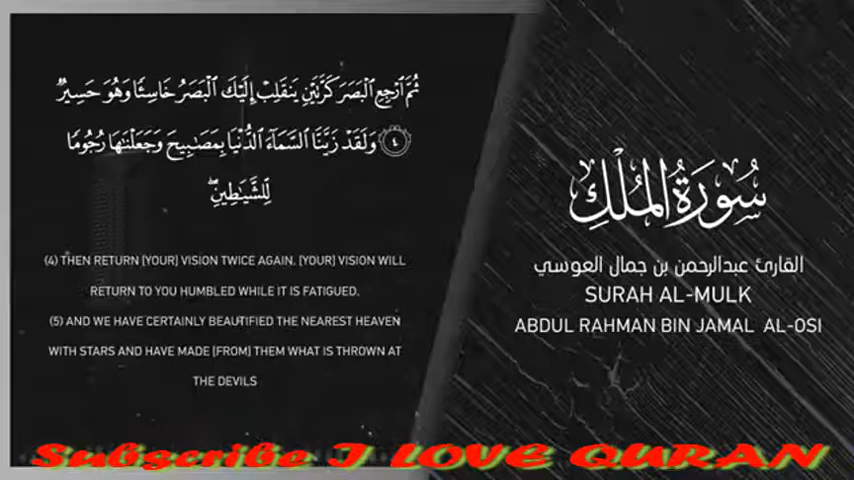 ثُمَّ ٱرْجِعِ ٱلْبَصَرَ كَرَّتَيْنِ يَنقَلِبْ إِلَيْكَ ٱلْبَصَرُ خَاسِئًا وَهُوَ حَسِيرٌ
٤ وَلَقَدْ زَيَّنَّا ٱلسَّمَآءَ ٱلدُّنْيَا بِمَصَٰبِيحَ وَجَعَلْنَٰهَا رُجُومًا
لِّلشَّيَٰطِينِۖ
(4) THEN RETURN [YOUR] VISION TWICE AGAIN. [YOUR] VISION WILL
RETURN TO YOU HUMBLED WHILE IT IS FATIGUED.
(5) AND WE HAVE CERTAINLY BEAUTIFIED THE NEAREST HEAVEN
WITH STARS AND HAVE MADE [FROM] THEM WHAT IS THROWN AT
THE DEVILS
سُورَةُ المُلْكِ
القارئ عبدالرحمن بن جمال العوسي
SURAH AL-MULK
ABDUL RAHMAN BIN JAMAL AL-OSI
Subscribe I LOVE QURAN